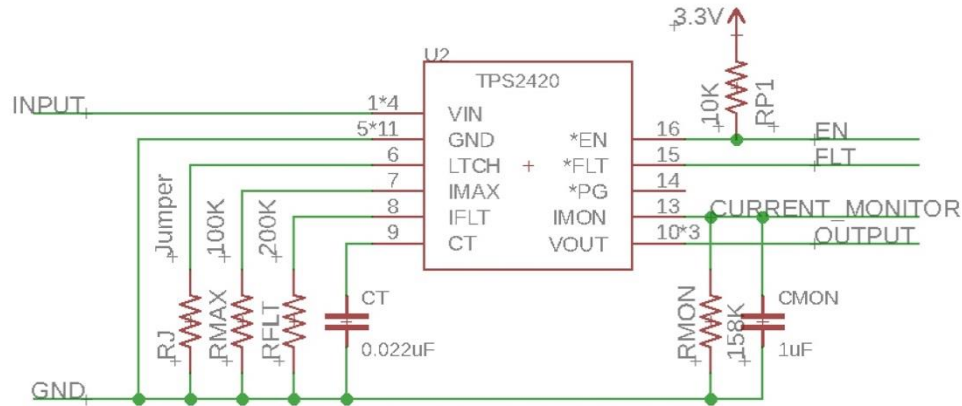 3.3V
U2
TPS2420
10K
RP1
INPUT
1*4
VIN
5*11
GND
*EN
16
EN
6
LTCH
*FLT
15
FLT
7
IMAX
*PG
14
8
IFLT
IMON
13
CURRENT_MONITOR
9
CT
VOUT
10*3
OUTPUT
Jumper
100K
200K
RJ
RMAX
RFLT
CT
0.022uF
RMON
158K
CMON
1uF
GND